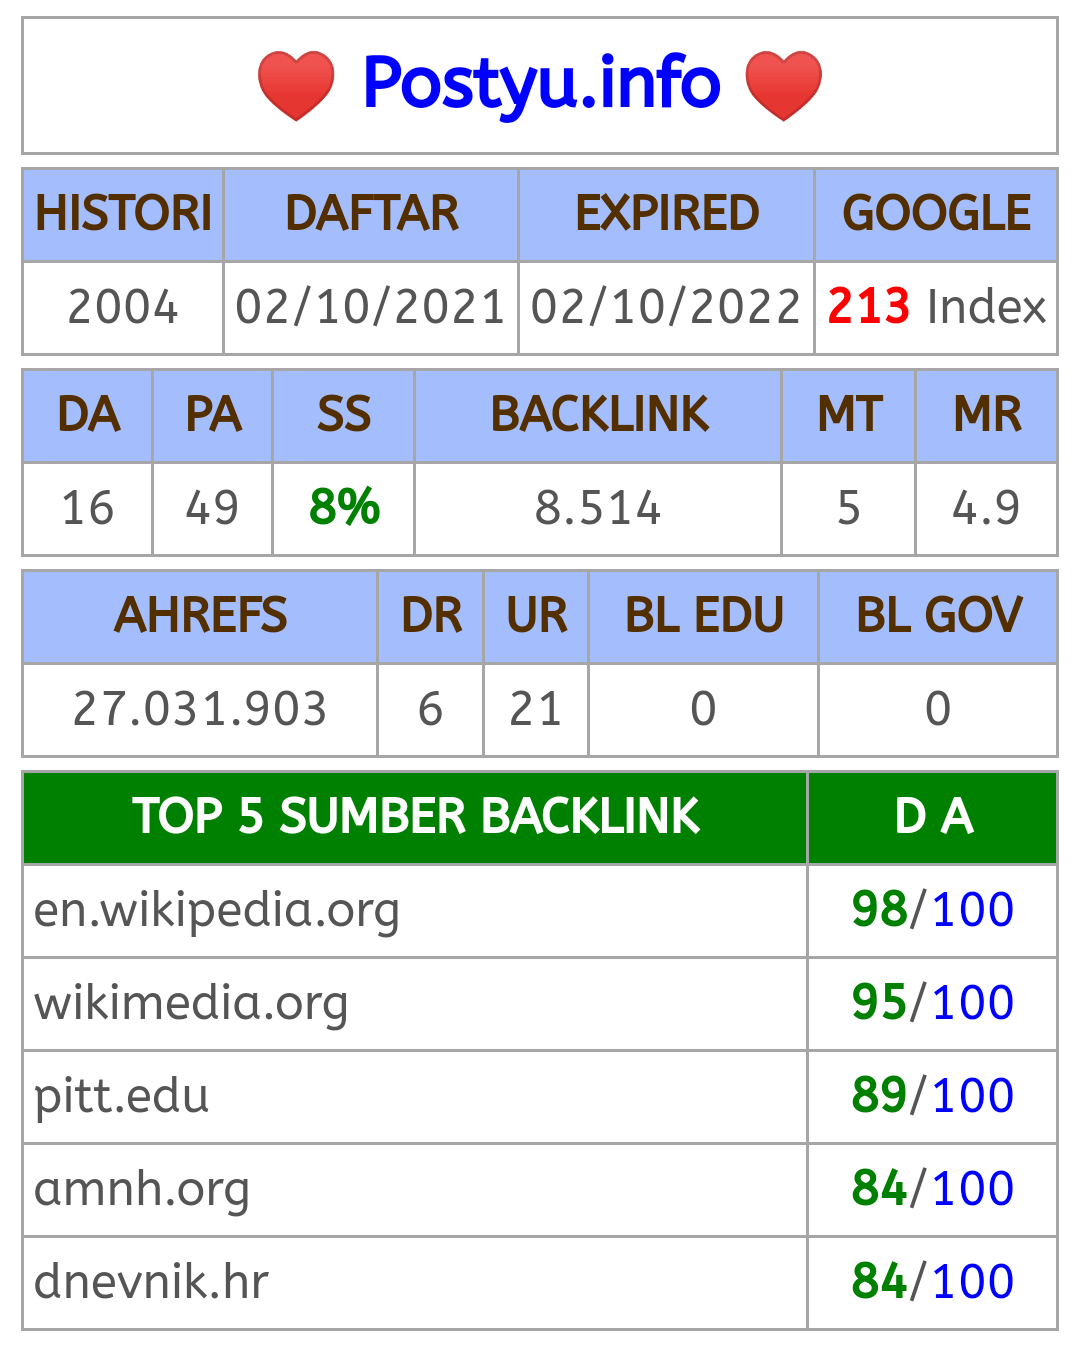 Postyu.info
HISTORI DAFTAR EXPIRED GOOGLE
2004 02/10/2021 02/10/2022 213 Index
DA PA SS BACKLINK MT MR
16 49 8% 8.514 5 4.9
AHREFS DR UR BL EDU BL GOV
27.031.903 6 21 0 0
TOP 5 SUMBER BACKLINK D A
en.wikipedia.org 98/100
wikimedia.org 95/100
pitt.edu 89/100
amnh.org 84/100
dnevnik.hr 84/100